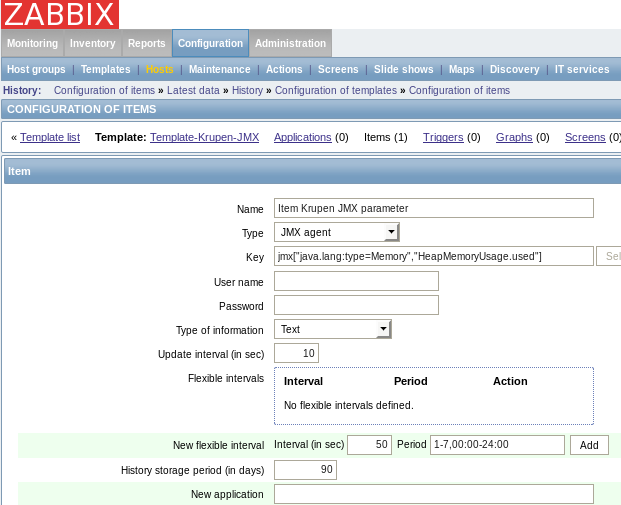 ZABBIX
Monitoring Inventory Reports Configuration Administration
Host groups | Templates | Hosts | Maintenance | Actions | Screens | Slide shows | Maps | Discovery | IT services
History: Configuration of items » Latest data » History » Configuration of templates » Configuration of items
CONFIGURATION OF ITEMS
« Template list Template: Template-Krupen-JMX Applications (0) Items (1) Triggers (0) Graphs (0) Screens (0)
Item
Name Item Krupen JMX parameter
Type JMX agent
Key jmx["java.lang:type=Memory","HeapMemoryUsage.used"] Sel
User name
Password
Type of information Text
Update interval (in sec) 10
Flexible intervals Interval Period Action
No flexible intervals defined.
New flexible interval Interval (in sec) 50 Period 1-7,00:00-24:00 Add
History storage period (in days) 90
New application